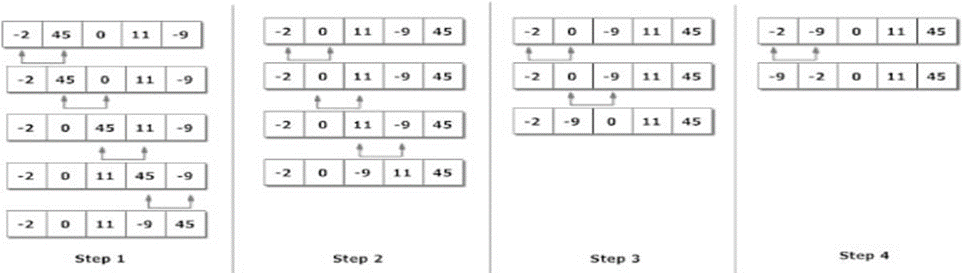 -2 45 0 11 -9
-2 45 0 11 -9
-2 0 45 11 -9
-2 0 11 45 -9
-2 0 11 -9 45
Step 1
-2 0 11 -9 45
-2 0 11 -9 45
-2 0 11 -9 45
-2 0 -9 11 45
Step 2
-2 0 -9 11 45
-2 0 -9 11 45
-2 -9 0 11 45
Step 3
-2 -9 0 11 45
-9 -2 0 11 45
Step 4